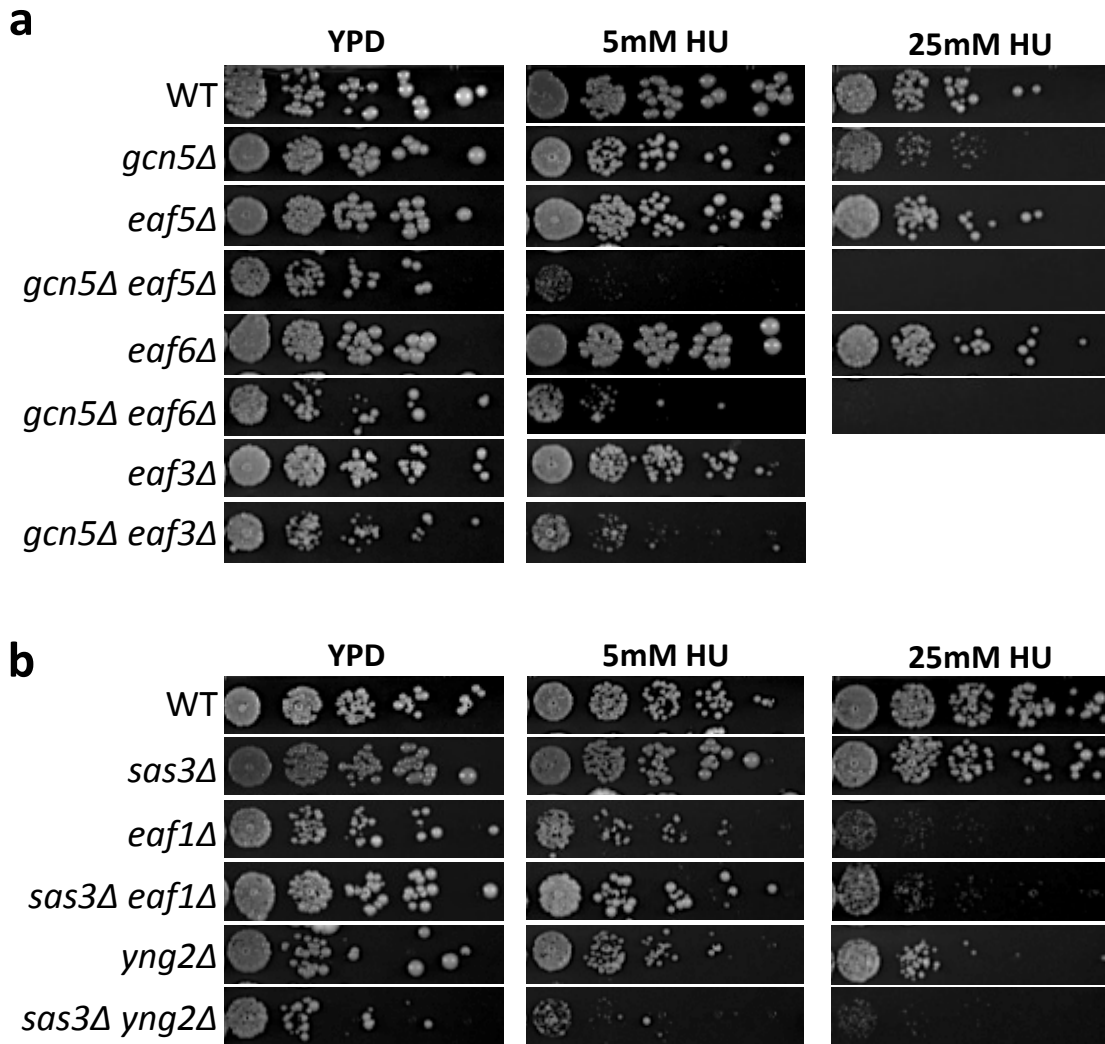 a
YPD 5mM HU 25mM HU
WT
gcn5Δ
eaf5Δ
gcn5Δ eaf5Δ
eaf6Δ
gcn5Δ eaf6Δ
eaf3Δ
gcn5Δ eaf3Δ
b
YPD 5mM HU 25mM HU
WT
sas3Δ
eaf1Δ
sas3Δ eaf1Δ
yng2Δ
sas3Δ yng2Δ